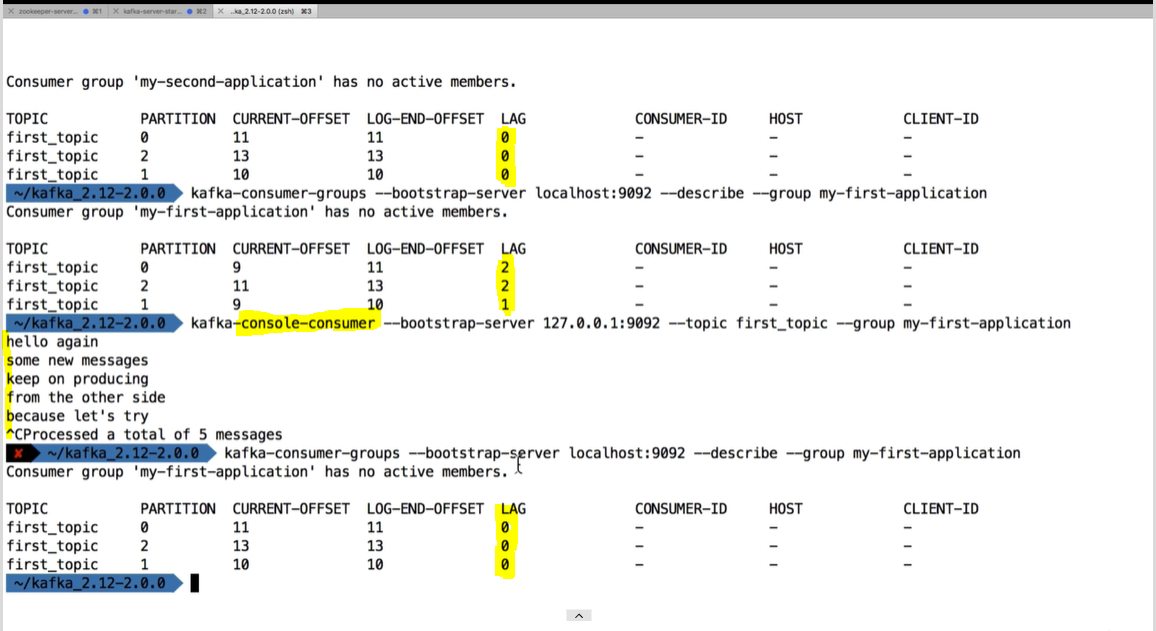 zookeeper-server... ⌘1 kafka-server-star... ⌘2 ..ka_2.12-2.0.0 (zsh) ⌘3
Consumer group 'my-second-application' has no active members.
TOPIC PARTITION CURRENT-OFFSET LOG-END-OFFSET LAG CONSUMER-ID HOST CLIENT-ID
first_topic 0 11 11 0 - - -
first_topic 2 13 13 0 - - -
first_topic 1 10 10 0 - - -
~/kafka_2.12-2.0.0 kafka-consumer-groups --bootstrap-server localhost:9092 --describe --group my-first-application
Consumer group 'my-first-application' has no active members.
TOPIC PARTITION CURRENT-OFFSET LOG-END-OFFSET LAG CONSUMER-ID HOST CLIENT-ID
first_topic 0 9 11 2 - - -
first_topic 2 11 13 2 - - -
first_topic 1 9 10 1 - - -
~/kafka_2.12-2.0.0 kafka-console-consumer --bootstrap-server 127.0.0.1:9092 --topic first_topic --group my-first-application
hello again
some new messages
keep on producing
from the other side
because let's try
^CProcessed a total of 5 messages
✘ ~/kafka_2.12-2.0.0 kafka-consumer-groups --bootstrap-server localhost:9092 --describe --group my-first-application
Consumer group 'my-first-application' has no active members.
TOPIC PARTITION CURRENT-OFFSET LOG-END-OFFSET LAG CONSUMER-ID HOST CLIENT-ID
first_topic 0 11 11 0 - - -
first_topic 2 13 13 0 - - -
first_topic 1 10 10 0 - - -
~/kafka_2.12-2.0.0